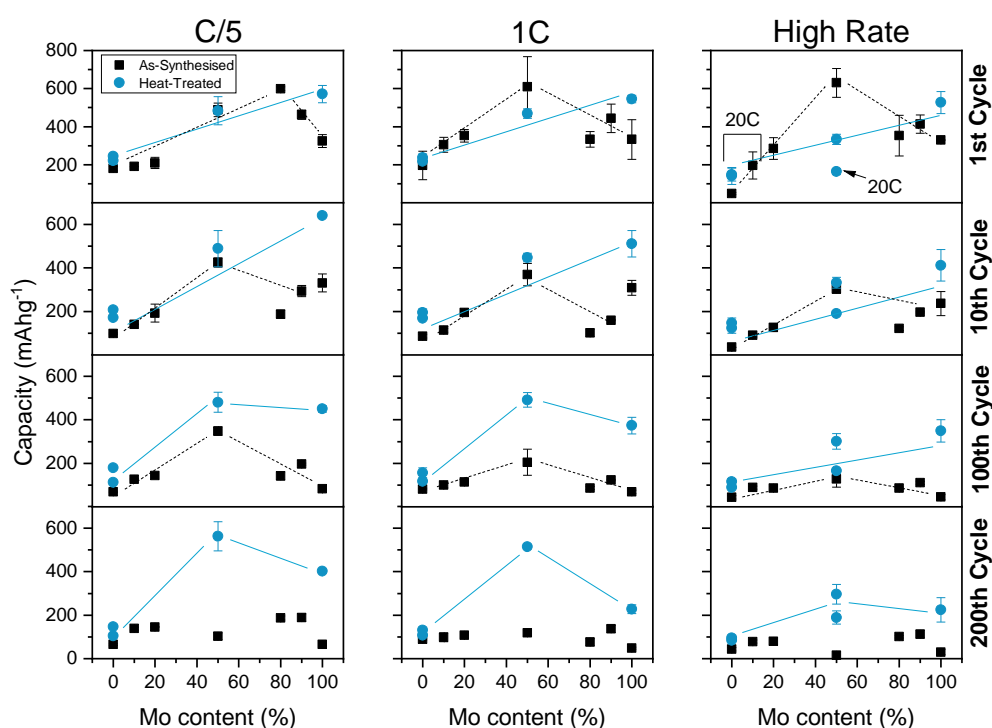 C/5
1C
High Rate
800
600
400
200
As-Synthesised
Heat-Treated
20C
20C
1st Cycle
600
400
200
10th Cycle
600
400
200
100th Cycle
600
400
200
0
200th Cycle
Capacity (mAhg-1)
0 20 40 60 80 100
0 20 40 60 80 100
0 20 40 60 80 100
Mo content (%)
Mo content (%)
Mo content (%)